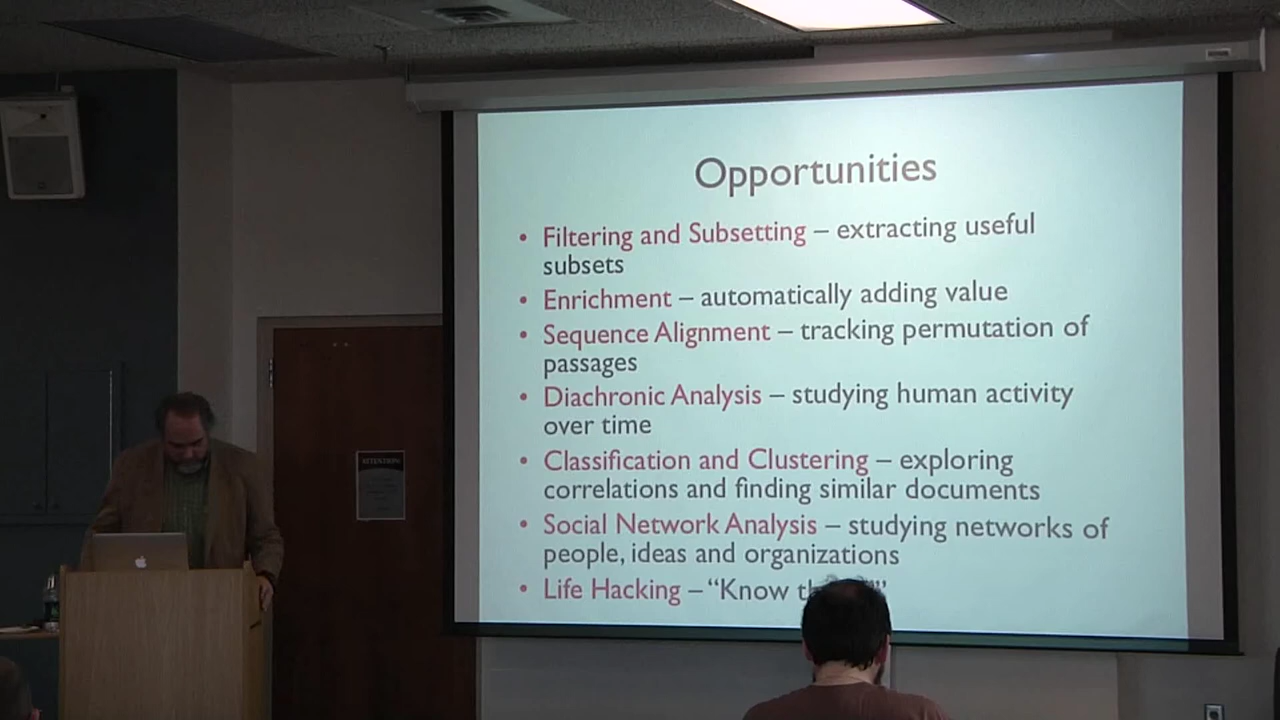 Opportunities
• Filtering and Subsetting – extracting useful
subsets
• Enrichment – automatically adding value
• Sequence Alignment – tracking permutation of
passages
• Diachronic Analysis – studying human activity
over time
• Classification and Clustering – exploring
correlations and finding similar documents
• Social Network Analysis – studying networks of
people, ideas and organizations
• Life Hacking – “Know
ATTENTION